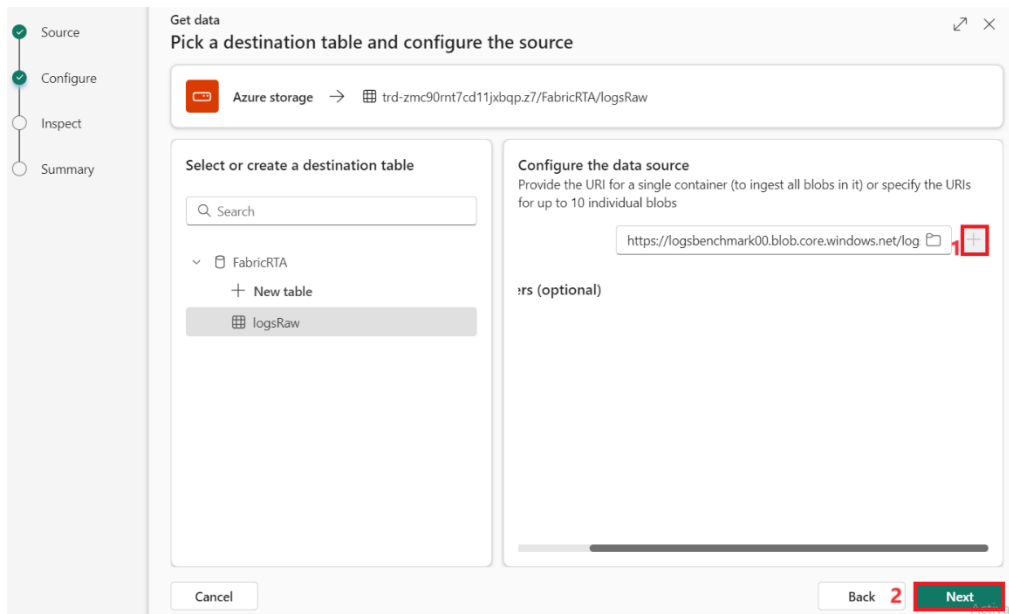 Source
Configure
Inspect
Summary
Get data
Pick a destination table and configure the source
Azure storage → trd-zmc90rnt7cd11jxbqp.z7/FabricRTA/logsRaw
Select or create a destination table
Search
FabricRTA
+ New table
logsRaw
Configure the data source
Provide the URI for a single container (to ingest all blobs in it) or specify the URIs
for up to 10 individual blobs
https://logsbenchmark00.blob.core.windows.net/log
1 +
ers (optional)
Cancel
Back
2
Next